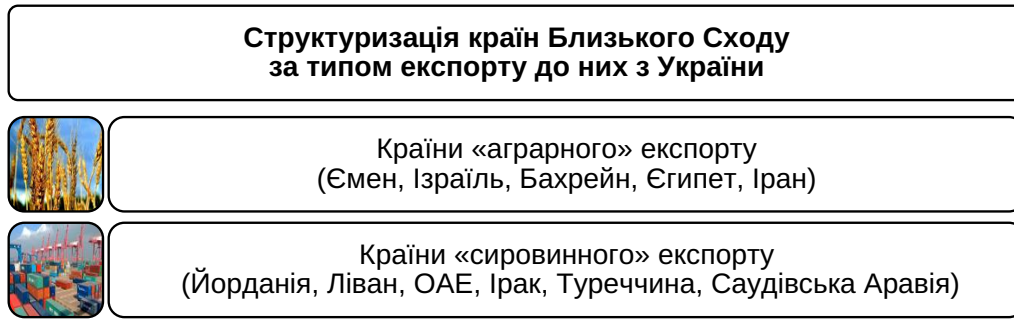 Структуризація країн Близького Сходу
за типом експорту до них з України
Країни «аграрного» експорту
(Ємен, Ізраїль, Бахрейн, Єгипет, Іран)
Країни «сировинного» експорту
(Йорданія, Ліван, ОАЕ, Ірак, Туреччина, Саудівська Аравія)